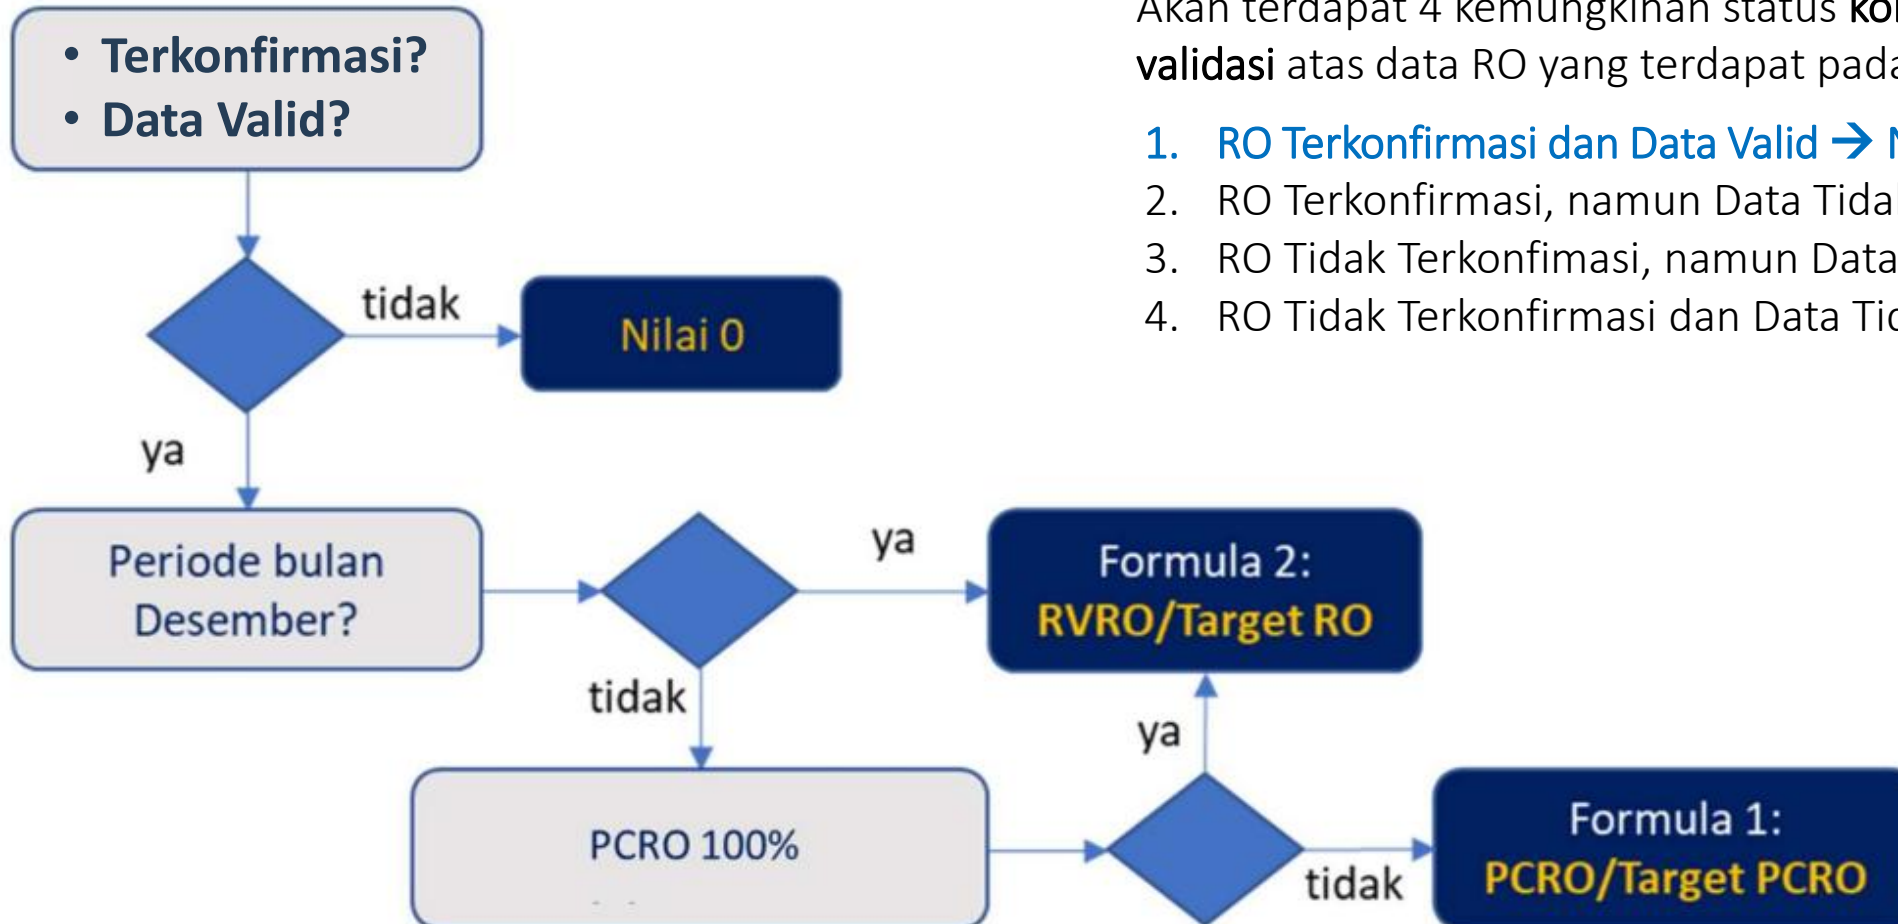 • Terkonfirmasi?
• Data Valid?
tidak
Nilai 0
ya
Periode bulan
Desember?
ya
Formula 2:
RVRO/Target RO
tidak
ya
PCRO 100%
tidak
Formula 1:
PCRO/Target PCRO
Akan terdapat 4 kemungkinan status
validasi atas data RO yang terdapat pada
1. RO Terkonfirmasi dan Data Valid →
2. RO Terkonfirmasi, namun Data
3. RO Tidak Terkonfimasi, namun Data
4. RO Tidak Terkonfirmasi dan Data